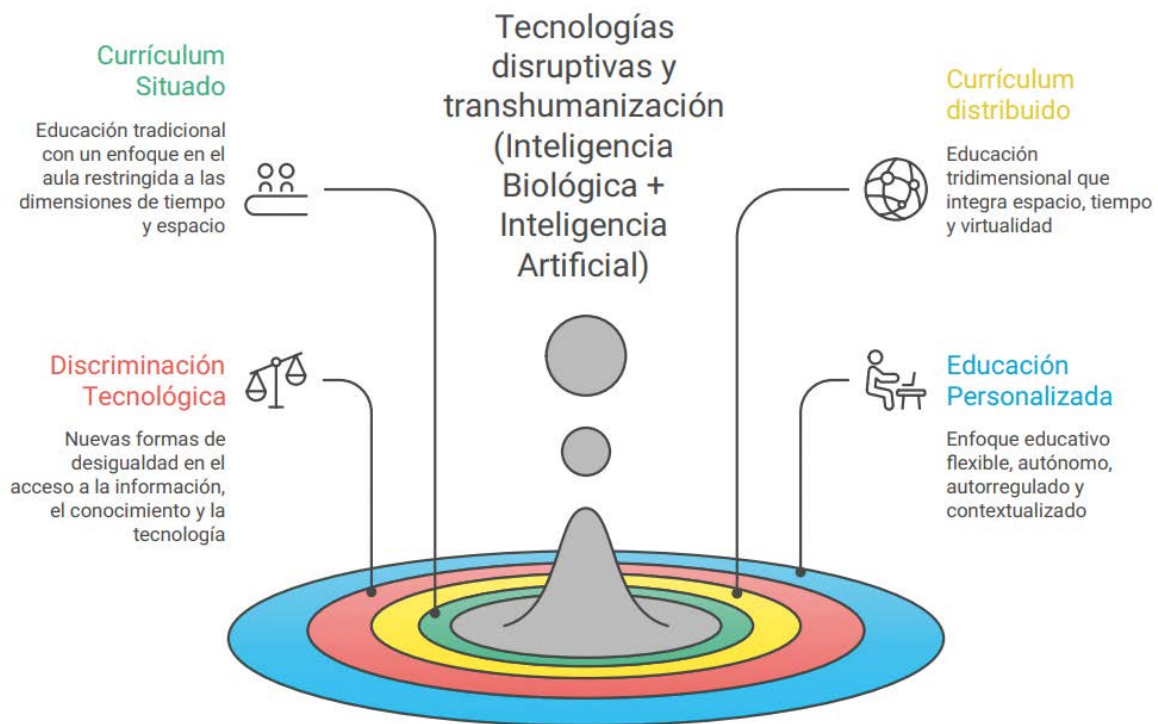 Tecnologías
disruptivas y
transhumanización
(Inteligencia
Biológica +
Inteligencia
Artificial)
Currículum
Situado
Educación tradicional
con un enfoque en el
aula restringida a las
dimensiones de tiempo
y espacio
Currículum
distribuido
Educación
tridimensional que
integra espacio, tiempo
y virtualidad
Discriminación
Tecnológica
Nuevas formas de
desigualdad en el
acceso a la información,
el conocimiento y la
tecnología
Educación
Personalizada
Enfoque educativo
flexible, autónomo,
autorregulado y
contextualizado